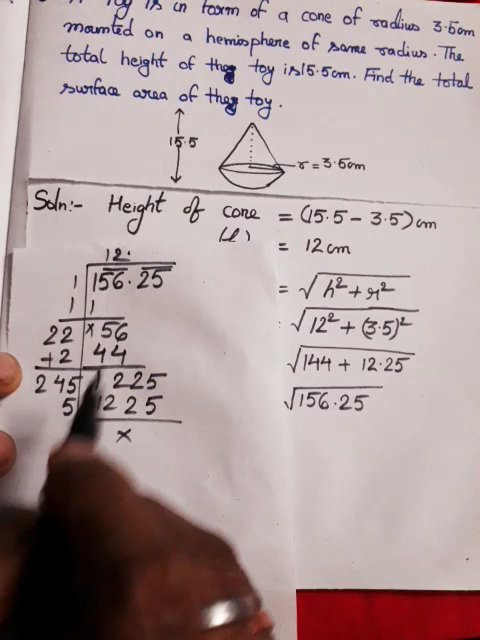 is in form of a cone of radius 3.5cm
mounted on a hemisphere of same radius. The
total height of the toy is 15.5cm. Find the total
surface area of the toy.
15.5
r = 3.5cm
Soln:- Height of cone = (15.5 - 3.5)cm
= 12cm
= √h² + r²
: √12² + (3.5)²
√144 + 12.25
√156.25
12.
1 156.25
1 1
22 x 56
+2 44
245 1225
5 1225
x